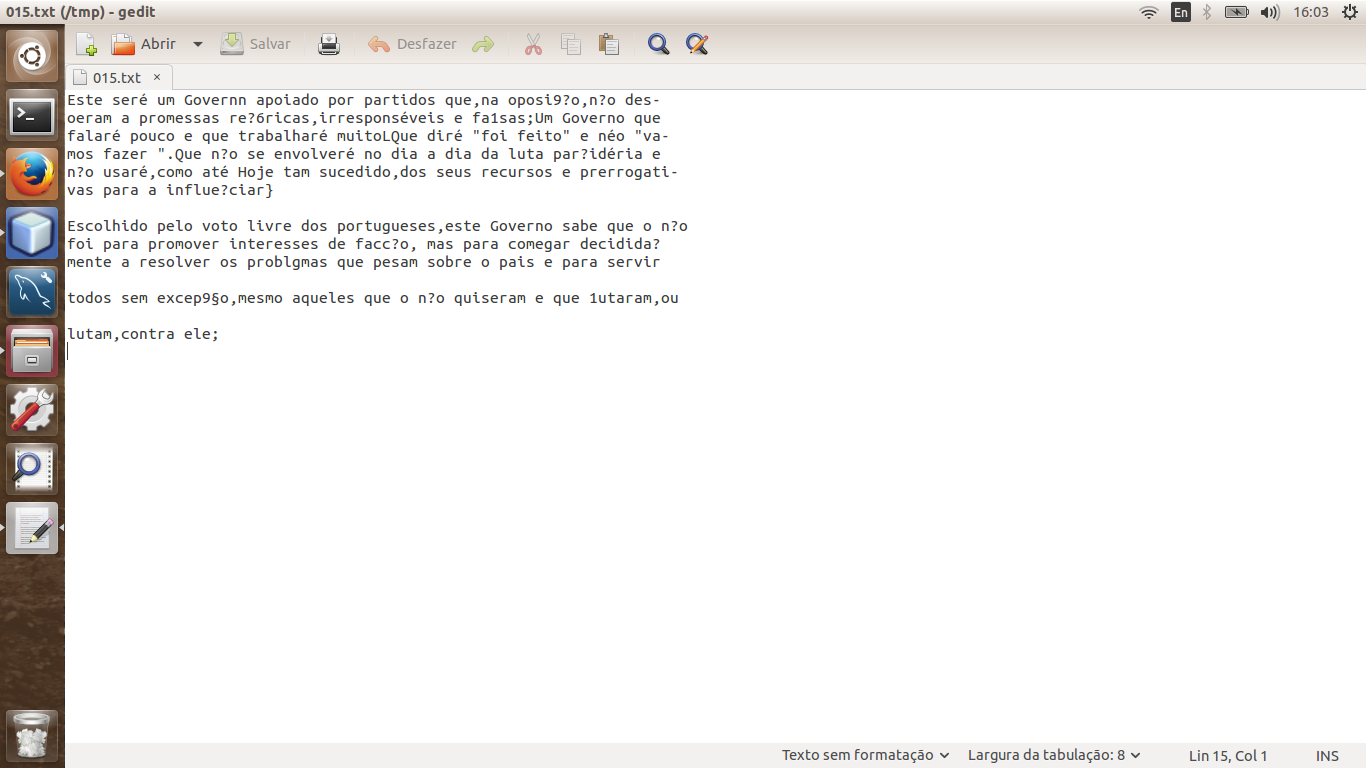 015.txt (/tmp) - gedit
En
16:03
Abrir
Salvar
Desfazer
015.txt ×
Este seré um Governn apoiado por partidos que,na oposi9?o,n?o des-
oeram a promessas re?6ricas,irresponséveis e fa1sas;Um Governo que
falaré pouco e que trabalharé muitoLQue diré "foi feito" e néo "va-
mos fazer ".Que n?o se envolveré no dia a dia da luta par?idéria e
n?o usaré,como até Hoje tam sucedido,dos seus recursos e prerrogati-
vas para a influe?ciar}
Escolhido pelo voto livre dos portugueses,este Governo sabe que o n?o
foi para promover interesses de facc?o, mas para comegar decidida?
mente a resolver os problgmas que pesam sobre o pais e para servir
todos sem excep9§o,mesmo aqueles que o n?o quiseram e que 1utaram,ou
lutam,contra ele;
Texto sem formatação
Largura da tabulação: 8
Lin 15, Col 1
INS